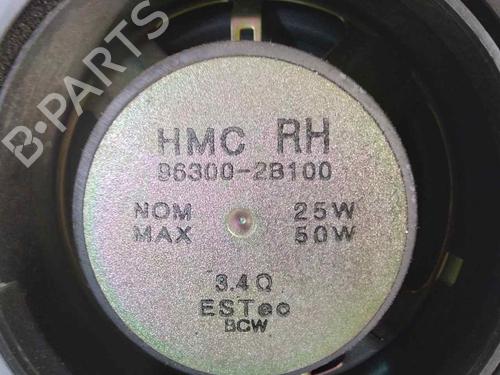 B-PARTS
HMC RH
96300-2B100
NOM 25W
MAX 50W
3.4Ω
ESTec
BCW